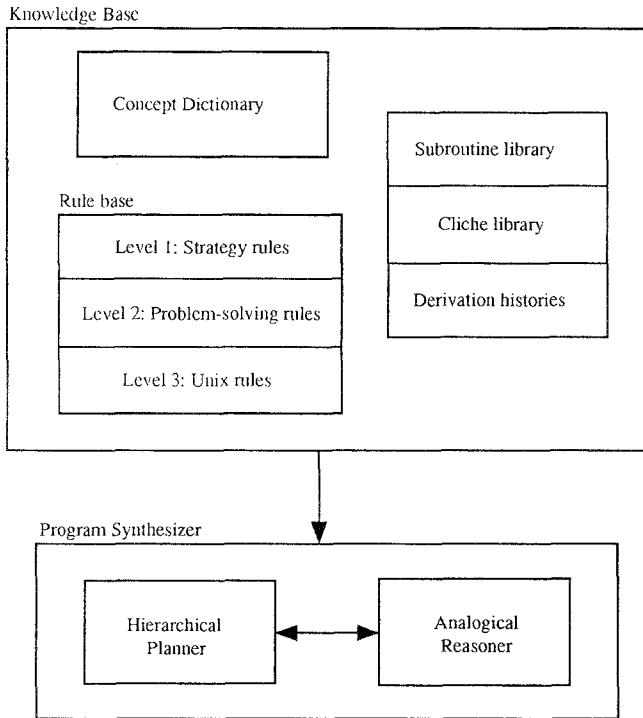 Knowledge Base
Concept Dictionary
Subroutine library
Rule base
Cliche library
Level 1: Strategy rules
Level 2: Problem-solving rules
Derivation histories
Level 3: Unix rules
Program Synthesizer
Hierarchical
Planner
Analogical
Reasoner